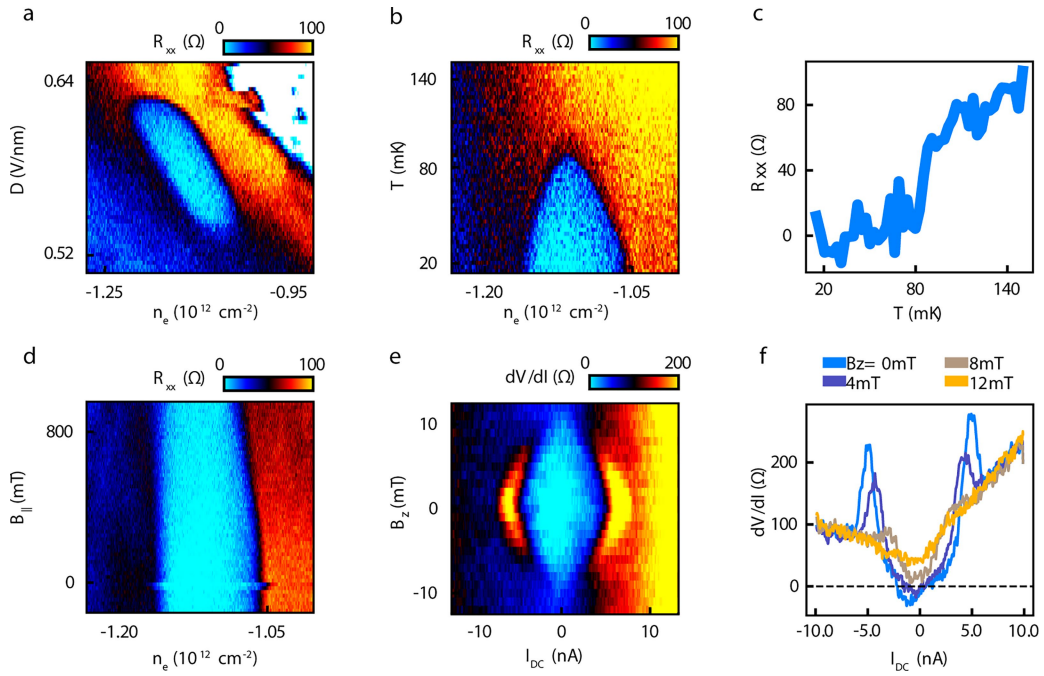 a
R_xx (Ω)
0
100
D (V/nm)
0.64
0.52
-1.25
-0.95
n_e (10^12 cm^-2)
b
R_xx (Ω)
0
100
T (mK)
140
80
20
-1.20
-1.05
n_e (10^12 cm^-2)
c
R_xx (Ω)
80
40
0
20
80
140
T (mK)
d
R_xx (Ω)
0
100
B_|| (mT)
800
0
-1.20
-1.05
n_e (10^12 cm^-2)
e
dV/dI (Ω)
0
200
B_z (mT)
10
0
-10
-10
0
10
I_DC (nA)
f
Bz= 0mT
8mT
4mT
12mT
dV/dI (Ω)
200
100
0
-10.0
-5.0
0
5.0
10.0
I_DC (nA)